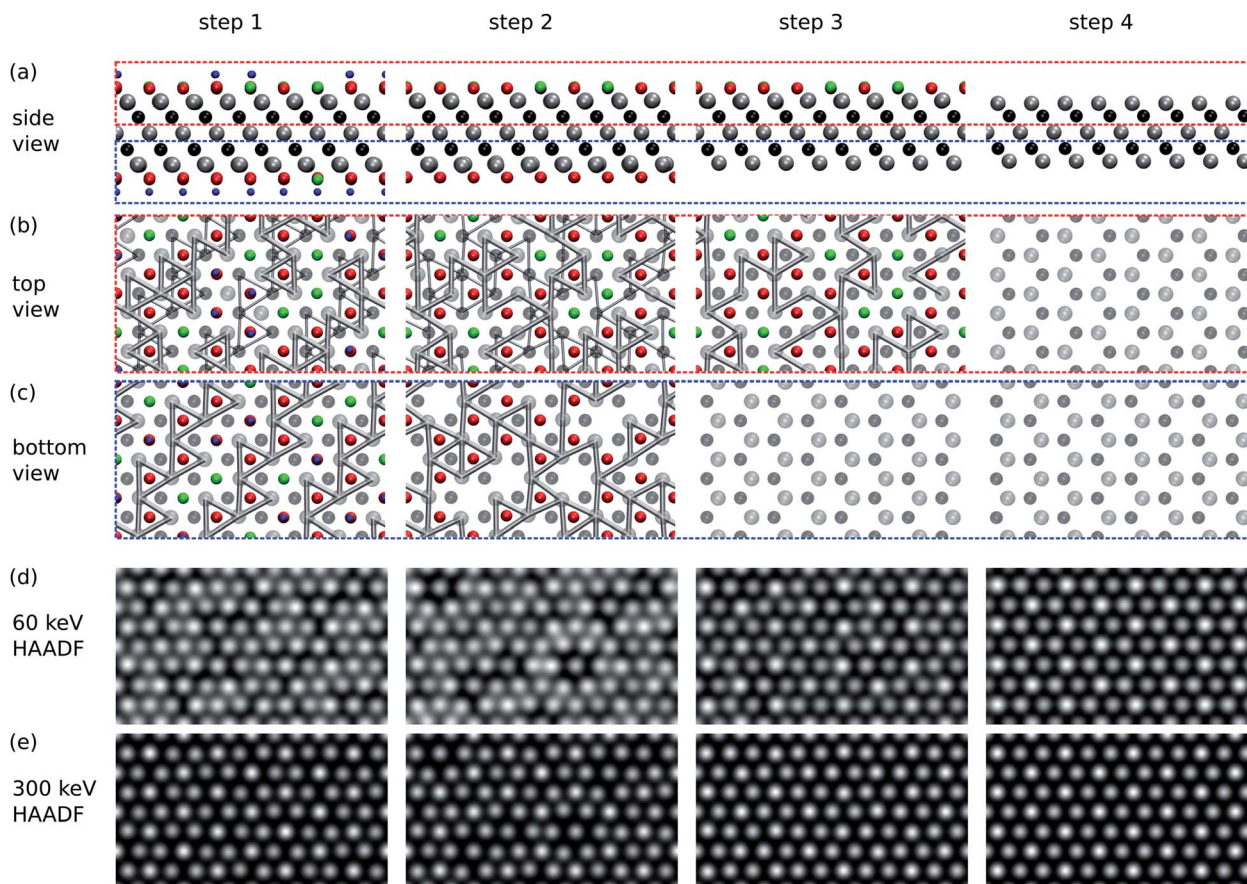 step 1
step 2
step 3
step 4
(a)
side
view
(b)
top
view
(c)
bottom
view
(d)
60 keV
HAADF
(e)
300 keV
HAADF